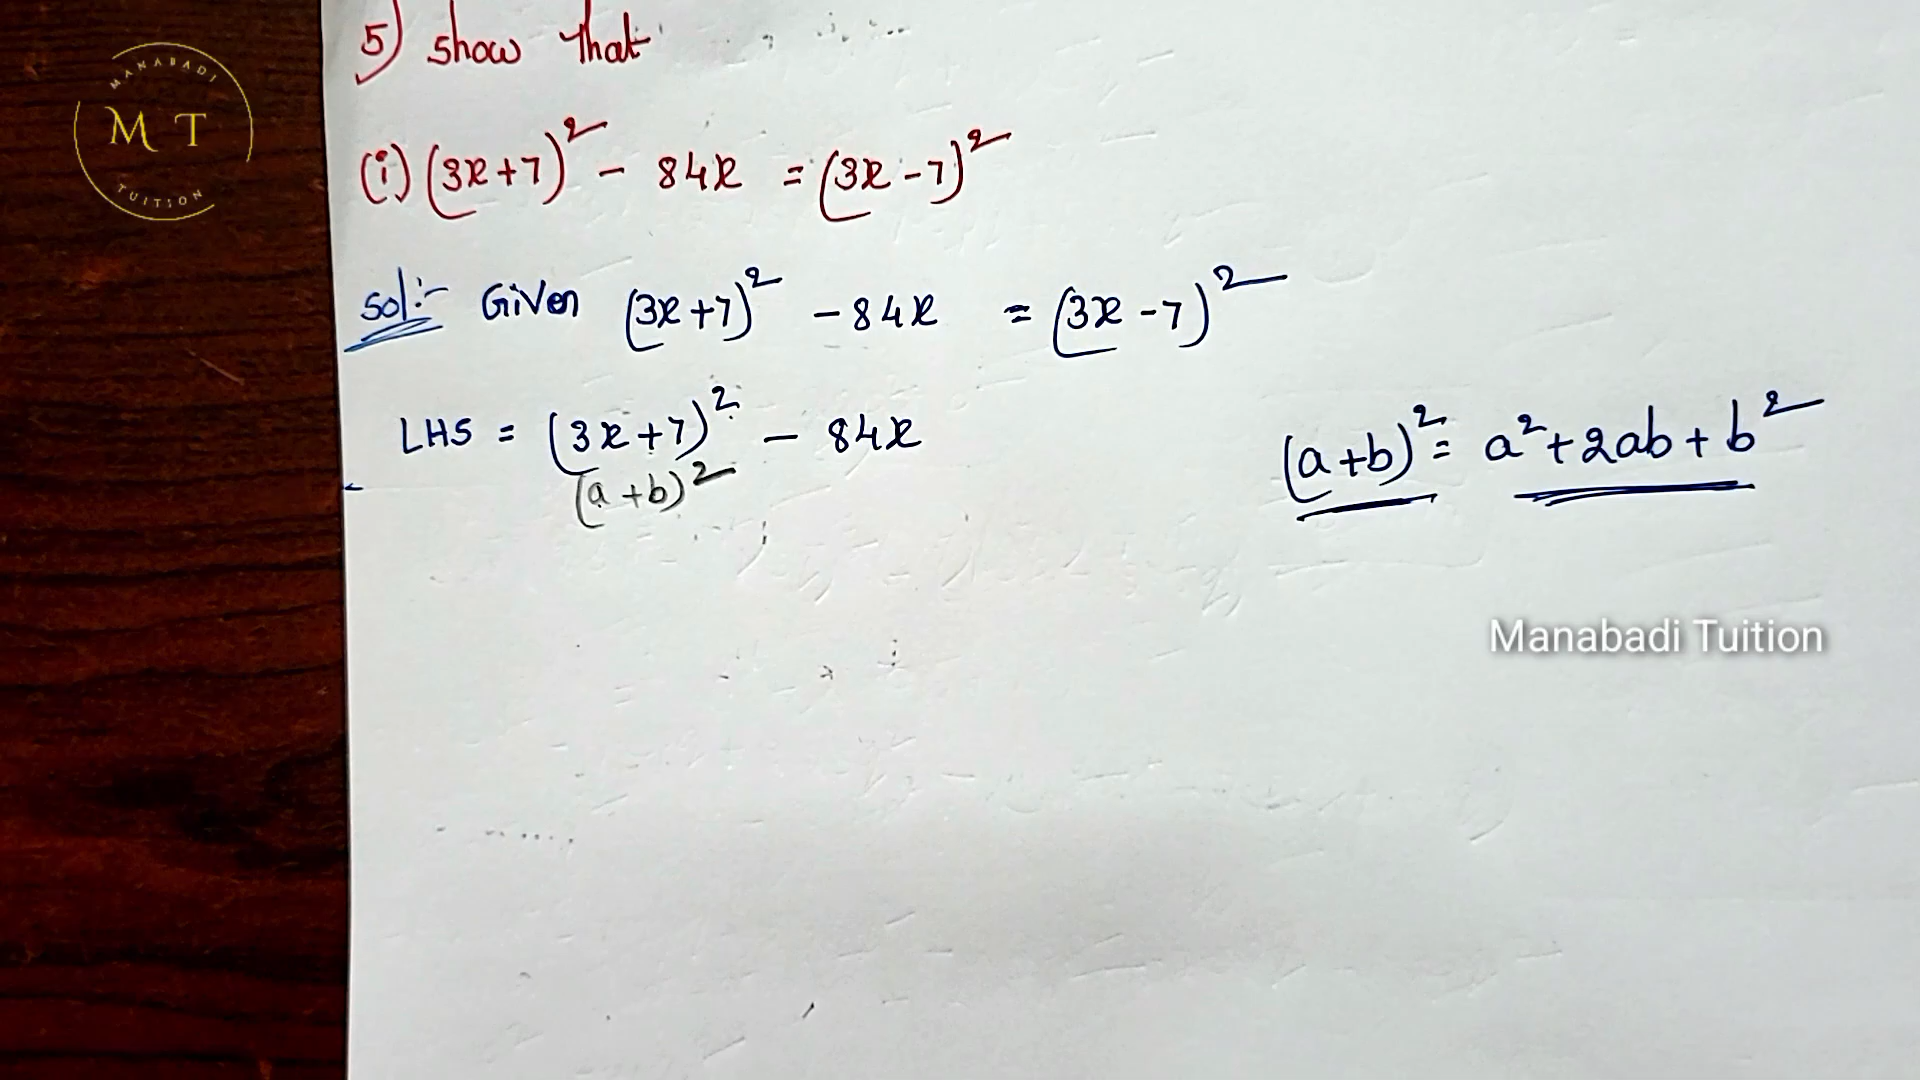 MANABADI
M T
TUITION
5) show that
(i) (3x+7)² - 84x = (3x-7)²
Sol:- Given (3x+7)² - 84x = (3x-7)²
LHS = (3x+7)² - 84x
(a+b)²
(a+b)² = a²+2ab+b²
Manabadi Tuition